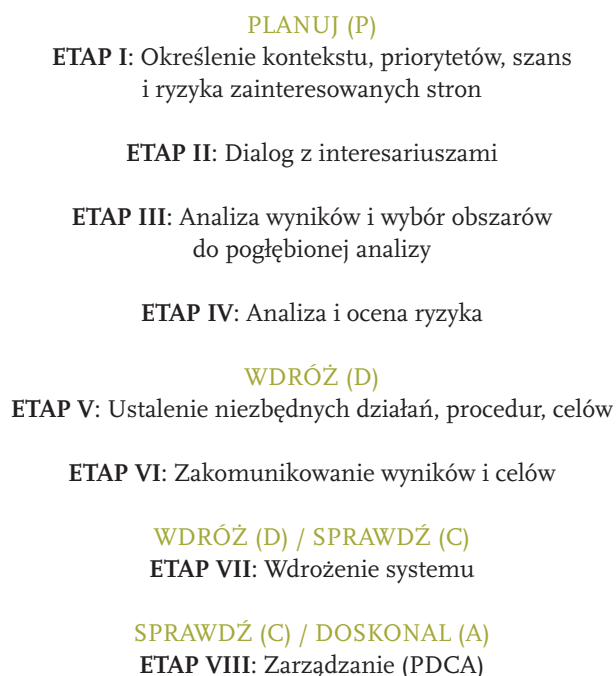 PLANUJ (P)
ETAP I: Określenie kontekstu, priorytetów, szans
i ryzyka zainteresowanych stron
ETAP II: Dialog z interesariuszami
ETAP III: Analiza wyników i wybór obszarów
do pogłębionej analizy
ETAP IV: Analiza i ocena ryzyka
WDRÓŻ (D)
ETAP V: Ustalenie niezbędnych działań, procedur, celów
ETAP VI: Zakomunikowanie wyników i celów
WDRÓŻ (D) / SPRAWDŹ (C)
ETAP VII: Wdrożenie systemu
SPRAWDŹ (C) / DOSKONAL (A)
ETAP VIII: Zarządzanie (PDCA)